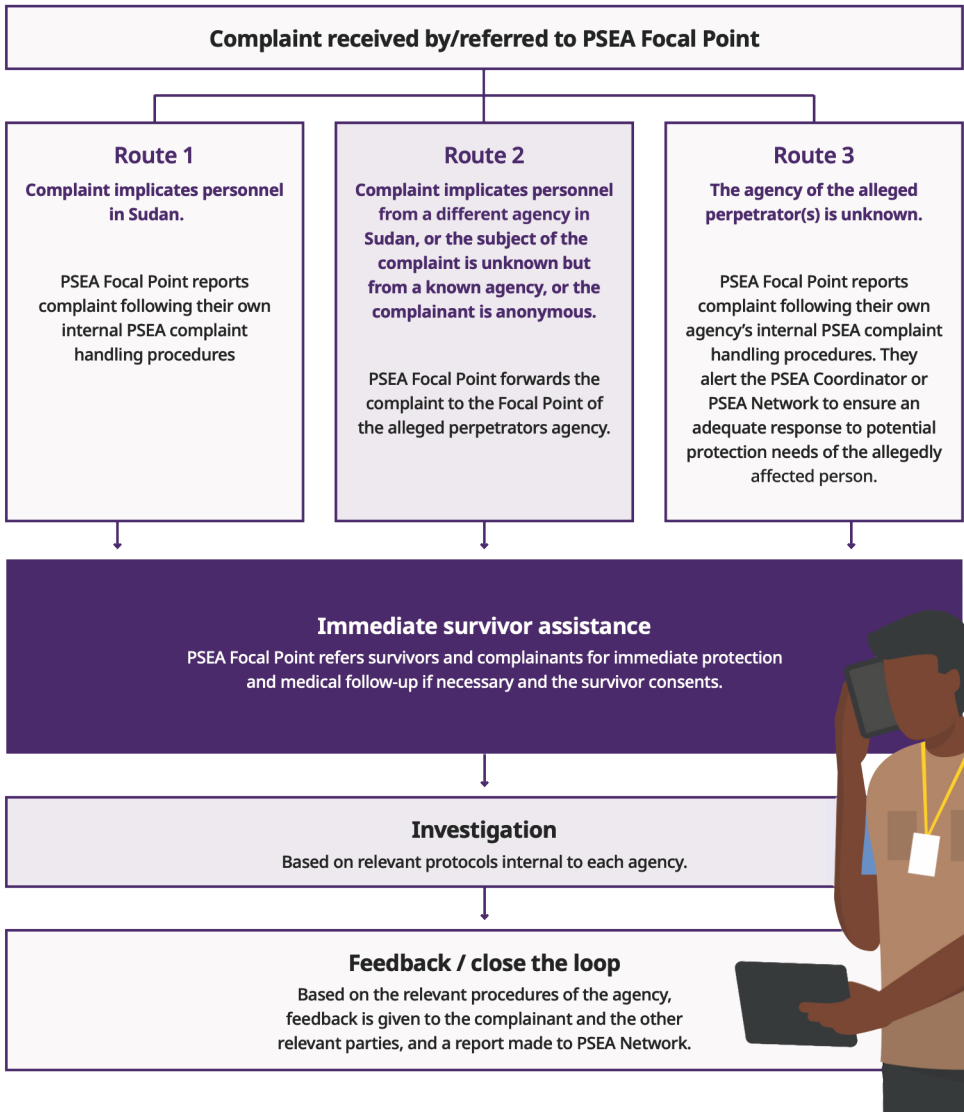 Complaint received by/referred to PSEA Focal Point
Route 1
Complaint implicates personnel
in Sudan.
PSEA Focal Point reports
complaint following their own
internal PSEA complaint
handling procedures
Route 2
Complaint implicates personnel
from a different agency in
Sudan, or the subject of the
complaint is unknown but
from a known agency, or the
complainant is anonymous.
PSEA Focal Point forwards the
complaint to the Focal Point of
the alleged perpetrators agency.
Route 3
The agency of the alleged
perpetrator(s) is unknown.
PSEA Focal Point reports
complaint following their own
agency’s internal PSEA complaint
handling procedures. They
alert the PSEA Coordinator or
PSEA Network to ensure an
adequate response to potential
protection needs of the allegedly
affected person.
Immediate survivor assistance
PSEA Focal Point refers survivors and complainants for immediate protection
and medical follow-up if necessary and the survivor consents.
Investigation
Based on relevant protocols internal to each agency.
Feedback / close the loop
Based on the relevant procedures of the agency,
feedback is given to the complainant and the other
relevant parties, and a report made to PSEA Network.